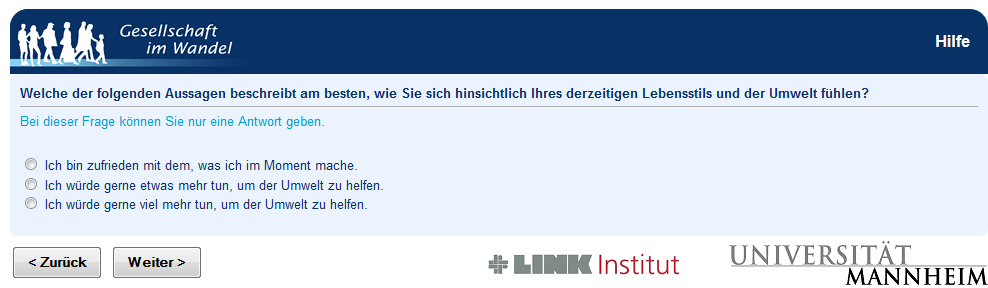 Gesellschaft
im Wandel
Hilfe
Welche der folgenden Aussagen beschreibt am besten, wie Sie sich hinsichtlich Ihres derzeitigen Lebensstils und der Umwelt fühlen?
Bei dieser Frage können Sie nur eine Antwort geben.
Ich bin zufrieden mit dem, was ich im Moment mache.
Ich würde gerne etwas mehr tun, um der Umwelt zu helfen.
Ich würde gerne viel mehr tun, um der Umwelt zu helfen.
< Zurück
Weiter >
LINK Institut
UNIVERSITÄT
MANNHEIM